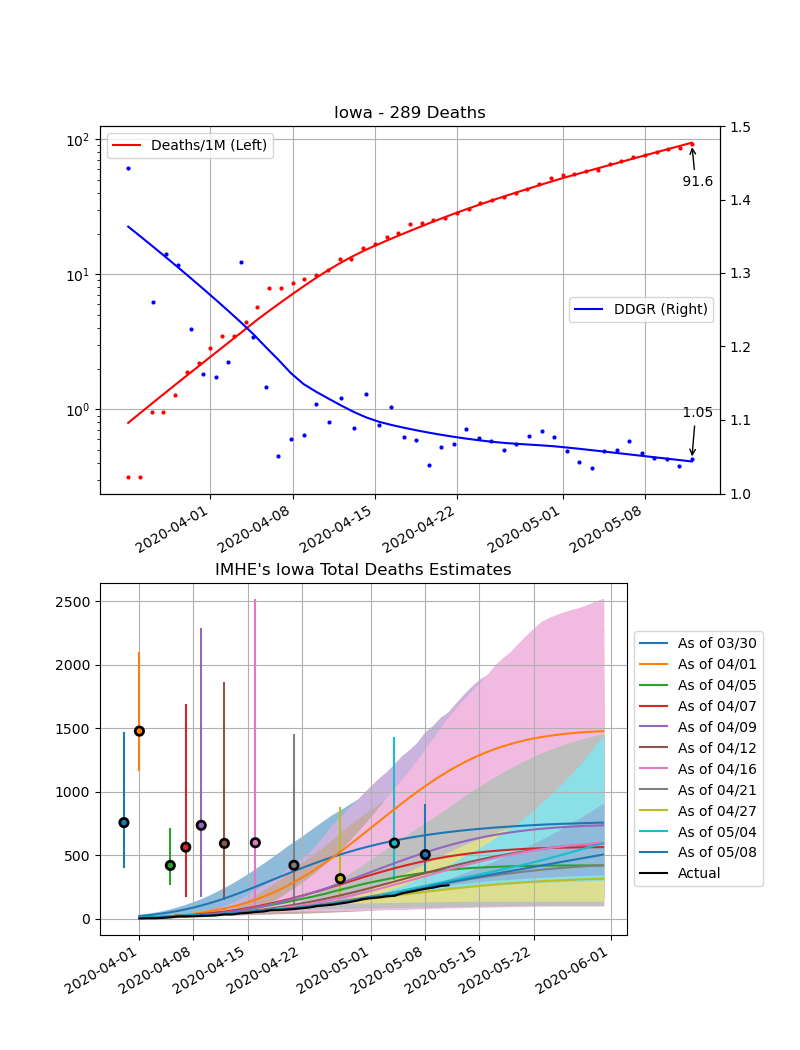 Iowa - 289 Deaths
Deaths/1M (Left)
DDGR (Right)
91.6
1.05
10²
10¹
10⁰
1.5
1.4
1.3
1.2
1.1
1.0
2020-04-01
2020-04-08
2020-04-15
2020-04-22
2020-05-01
2020-05-08
IMHE's Iowa Total Deaths Estimates
2500
2000
1500
1000
500
0
2020-04-01
2020-04-08
2020-04-15
2020-04-22
2020-05-01
2020-05-08
2020-05-15
2020-05-22
2020-06-01
As of 03/30
As of 04/01
As of 04/05
As of 04/07
As of 04/09
As of 04/12
As of 04/16
As of 04/21
As of 04/27
As of 05/04
As of 05/08
Actual